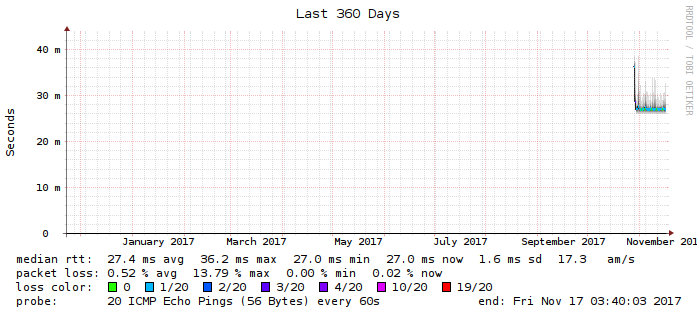 Last 360 Days
RRDTOOL / TOBI OETIKER
Seconds
40 m
30 m
20 m
10 m
0
January 2017 March 2017 May 2017 July 2017 September 2017 November 201
median rtt: 27.4 ms avg 36.2 ms max 27.0 ms min 27.0 ms now 1.6 ms sd 17.3 am/s
packet loss: 0.52 % avg 13.79 % max 0.00 % min 0.02 % now
loss color: 0 1/20 2/20 3/20 4/20 10/20 19/20
probe: 20 ICMP Echo Pings (56 Bytes) every 60s end: Fri Nov 17 03:40:03 2017